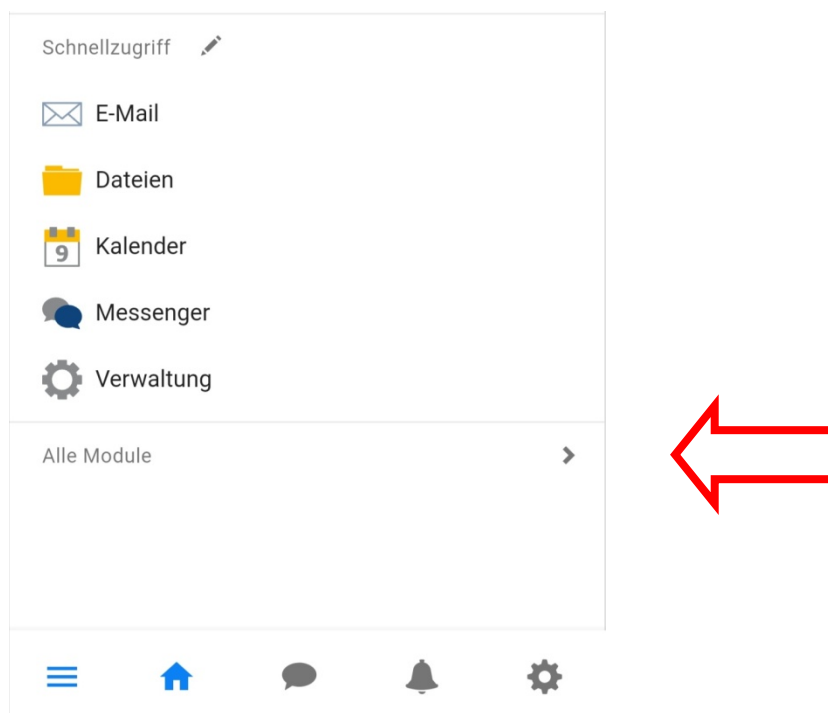 Schnellzugriff
E-Mail
Dateien
9 Kalender
Messenger
Verwaltung
Alle Module